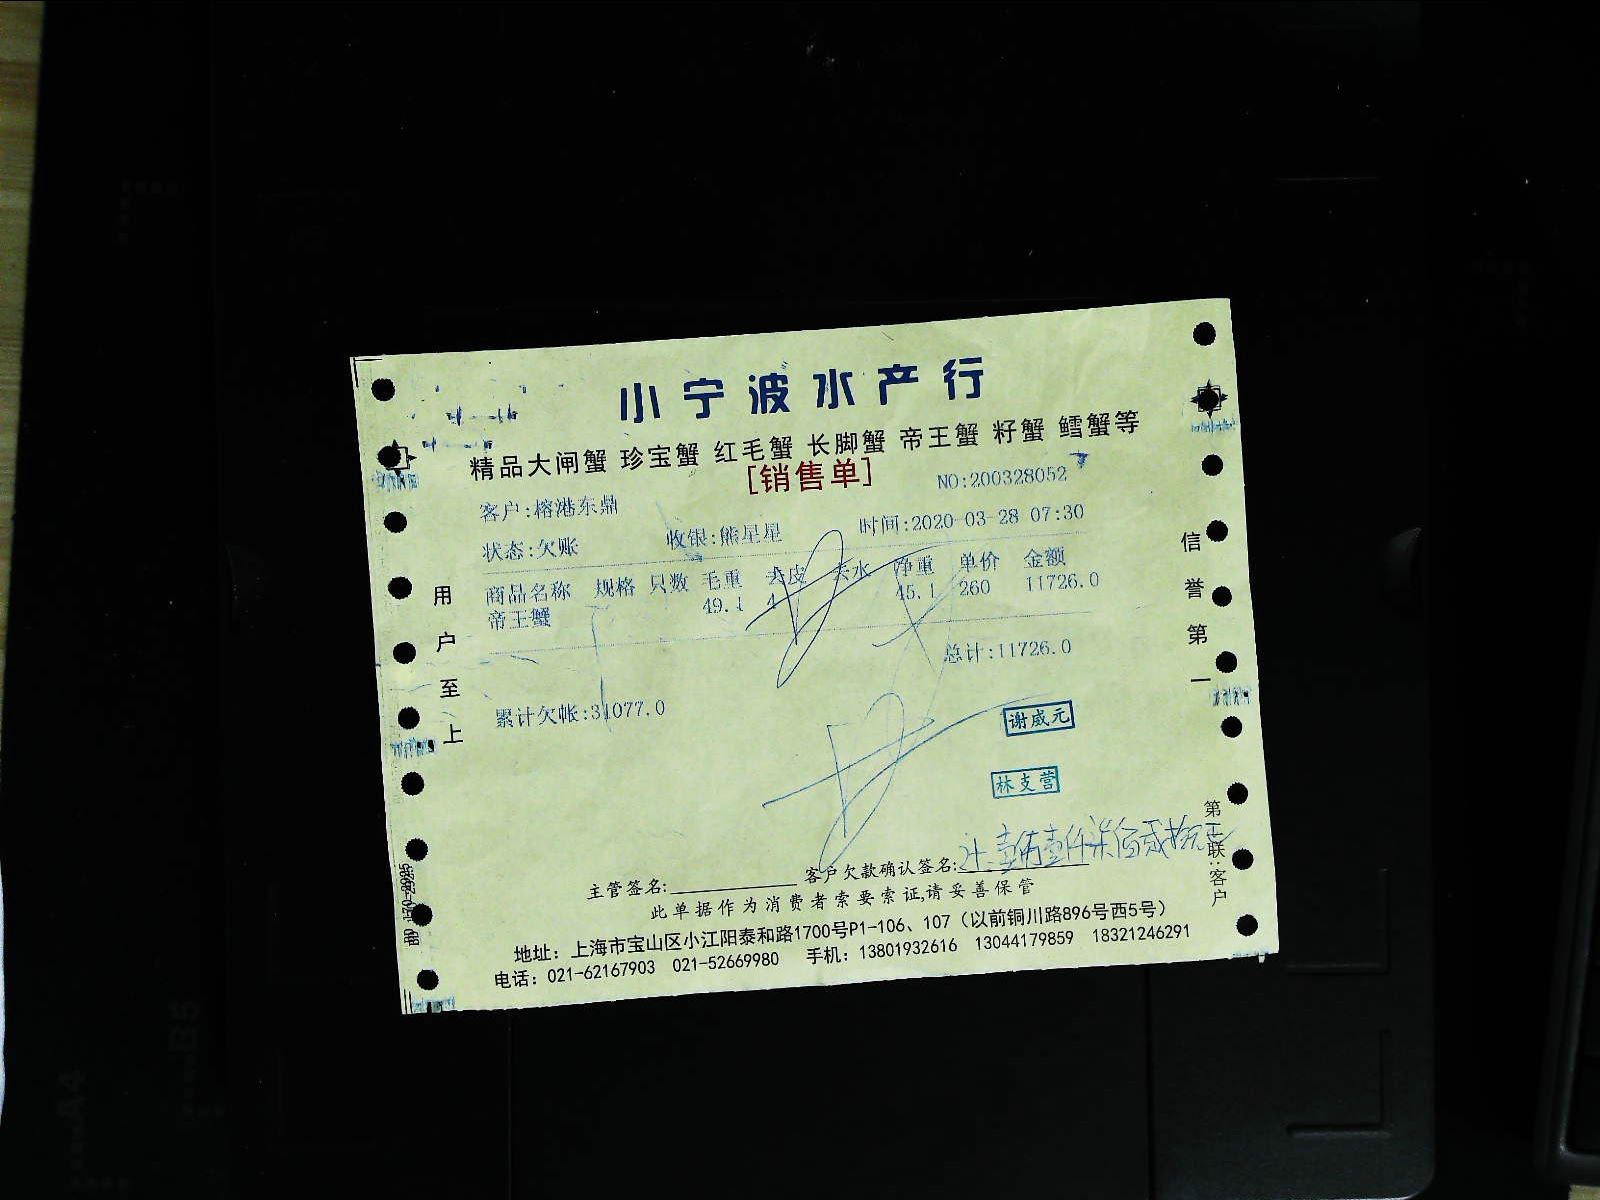 小宁波水产行
精品大闸蟹 珍宝蟹 红毛蟹 长脚蟹 帝王蟹 籽蟹 鳕蟹等
[销售单]
NO:200328052
客户:榕港东鼎
状态:欠账 收银:熊星星 时间:2020-03-28 07:30
商品名称 规格 只数 毛重 去皮 去水 净重 单价 金额
帝王蟹 49.1 4 45.1 260 11726.0
总计:11726.0
累计欠帐:31077.0
谢威元
林支营
主管签名: 客户欠款确认签名:
此单据作为消费者索要索证,请妥善保管
地址：上海市宝山区小江阳泰和路1700号P1-106、107（以前铜川路896号西5号）
电话：021-62167903 021-52669980 手机：13801932616 13044179859 18321246291
用户至上
信誉第一
客户